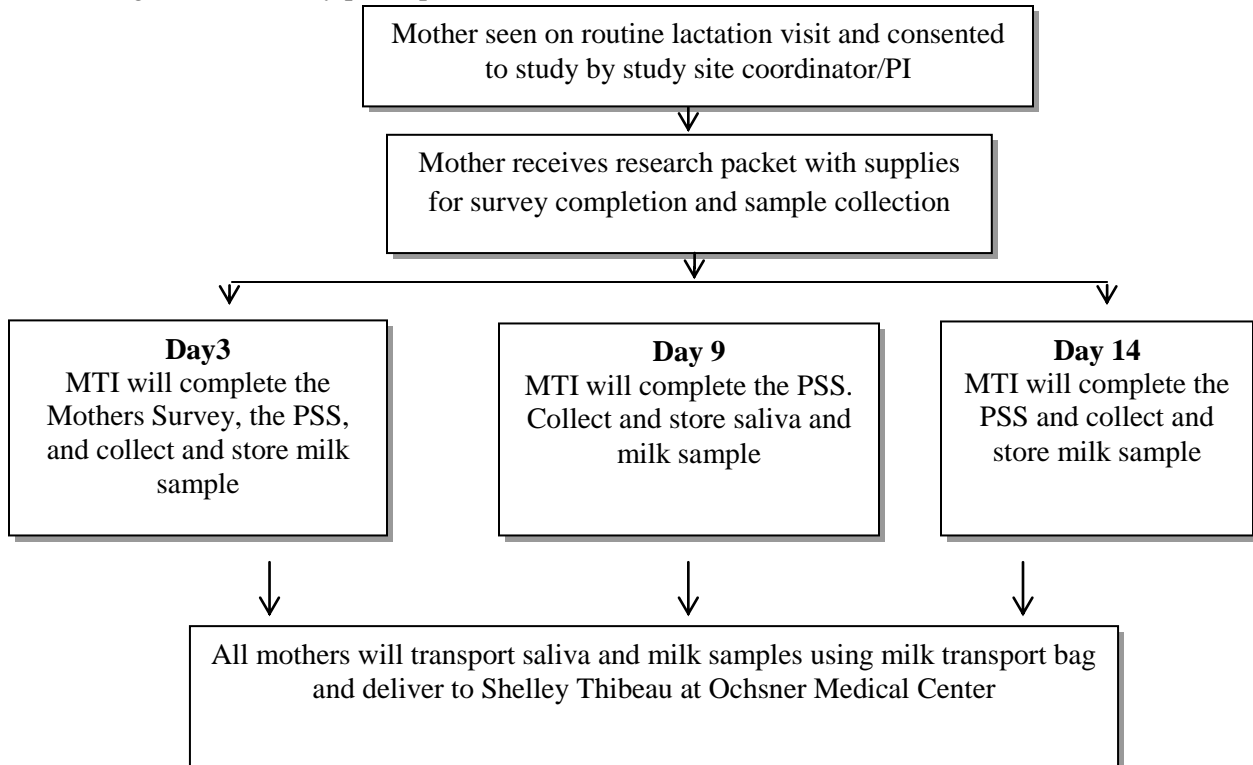 Mother seen on routine lactation visit and consented
to study by study site coordinator/PI
Mother receives research packet with supplies
for survey completion and sample collection
Day3
MTI will complete the
Mothers Survey, the PSS,
and collect and store milk
sample
Day 9
MTI will complete the PSS.
Collect and store saliva and
milk sample
Day 14
MTI will complete the
PSS and collect and
store milk sample
All mothers will transport saliva and milk samples using milk transport bag
and deliver to Shelley Thibeau at Ochsner Medical Center